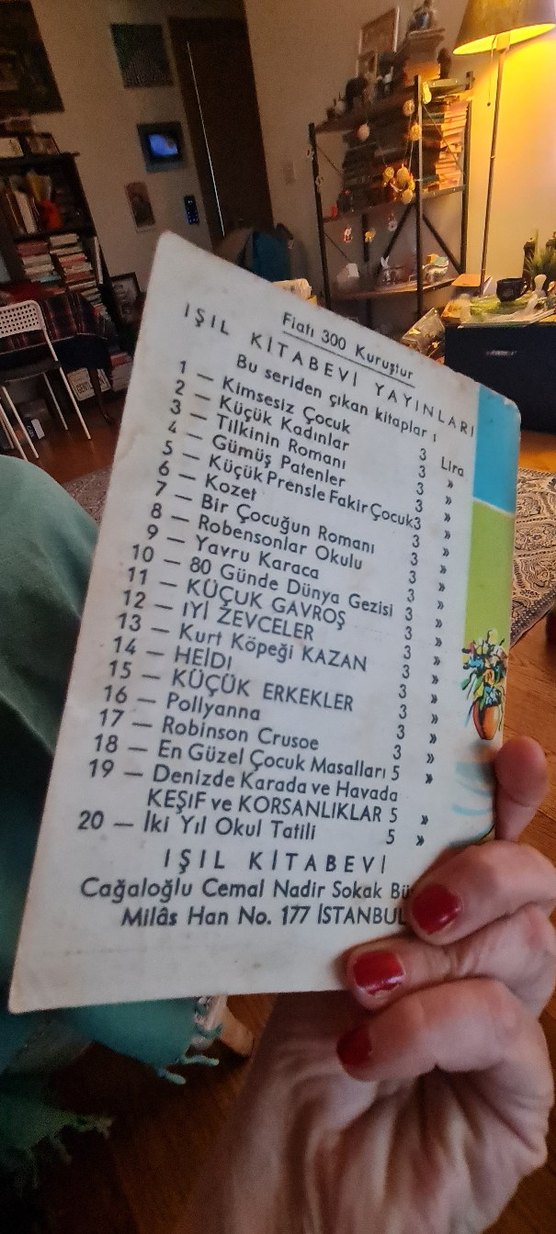 Fiatı 300 Kuruştur
IŞIL KİTABEVİ YAYINLARI
Bu seriden çıkan kitaplar :
1 — Kimsesiz Çocuk 3 Lira
2 — Küçük Kadınlar 3 »
3 — Tilkinin Romanı 3 »
4 — Gümüş Patenler 3 »
5 — Küçük Prensle Fakir Çocuk 3 »
6 — Kozet 3 »
7 — Bir Çocuğun Romanı 3 »
8 — Robensonlar Okulu 3 »
9 — Yavru Karaca 3 »
10 — 80 Günde Dünya Gezisi 3 »
11 — KÜÇÜK GAVROŞ 3 »
12 — İYİ ZEVCELER 3 »
13 — Kurt Köpeği KAZAN 3 »
14 — HEİDİ 3 »
15 — KÜÇÜK ERKEKLER 3 »
16 — Pollyanna 3 »
17 — Robinson Crusoe 3 »
18 — En Güzel Çocuk Masalları 5 »
19 — Denizde Karada ve Havada
KEŞİF ve KORSANLIKLAR 5 »
20 — İki Yıl Okul Tatili 5 »
IŞIL KİTABEVİ
Cağaloğlu Cemal Nadir Sokak Bü
Milâs Han No. 177 İSTANBUL